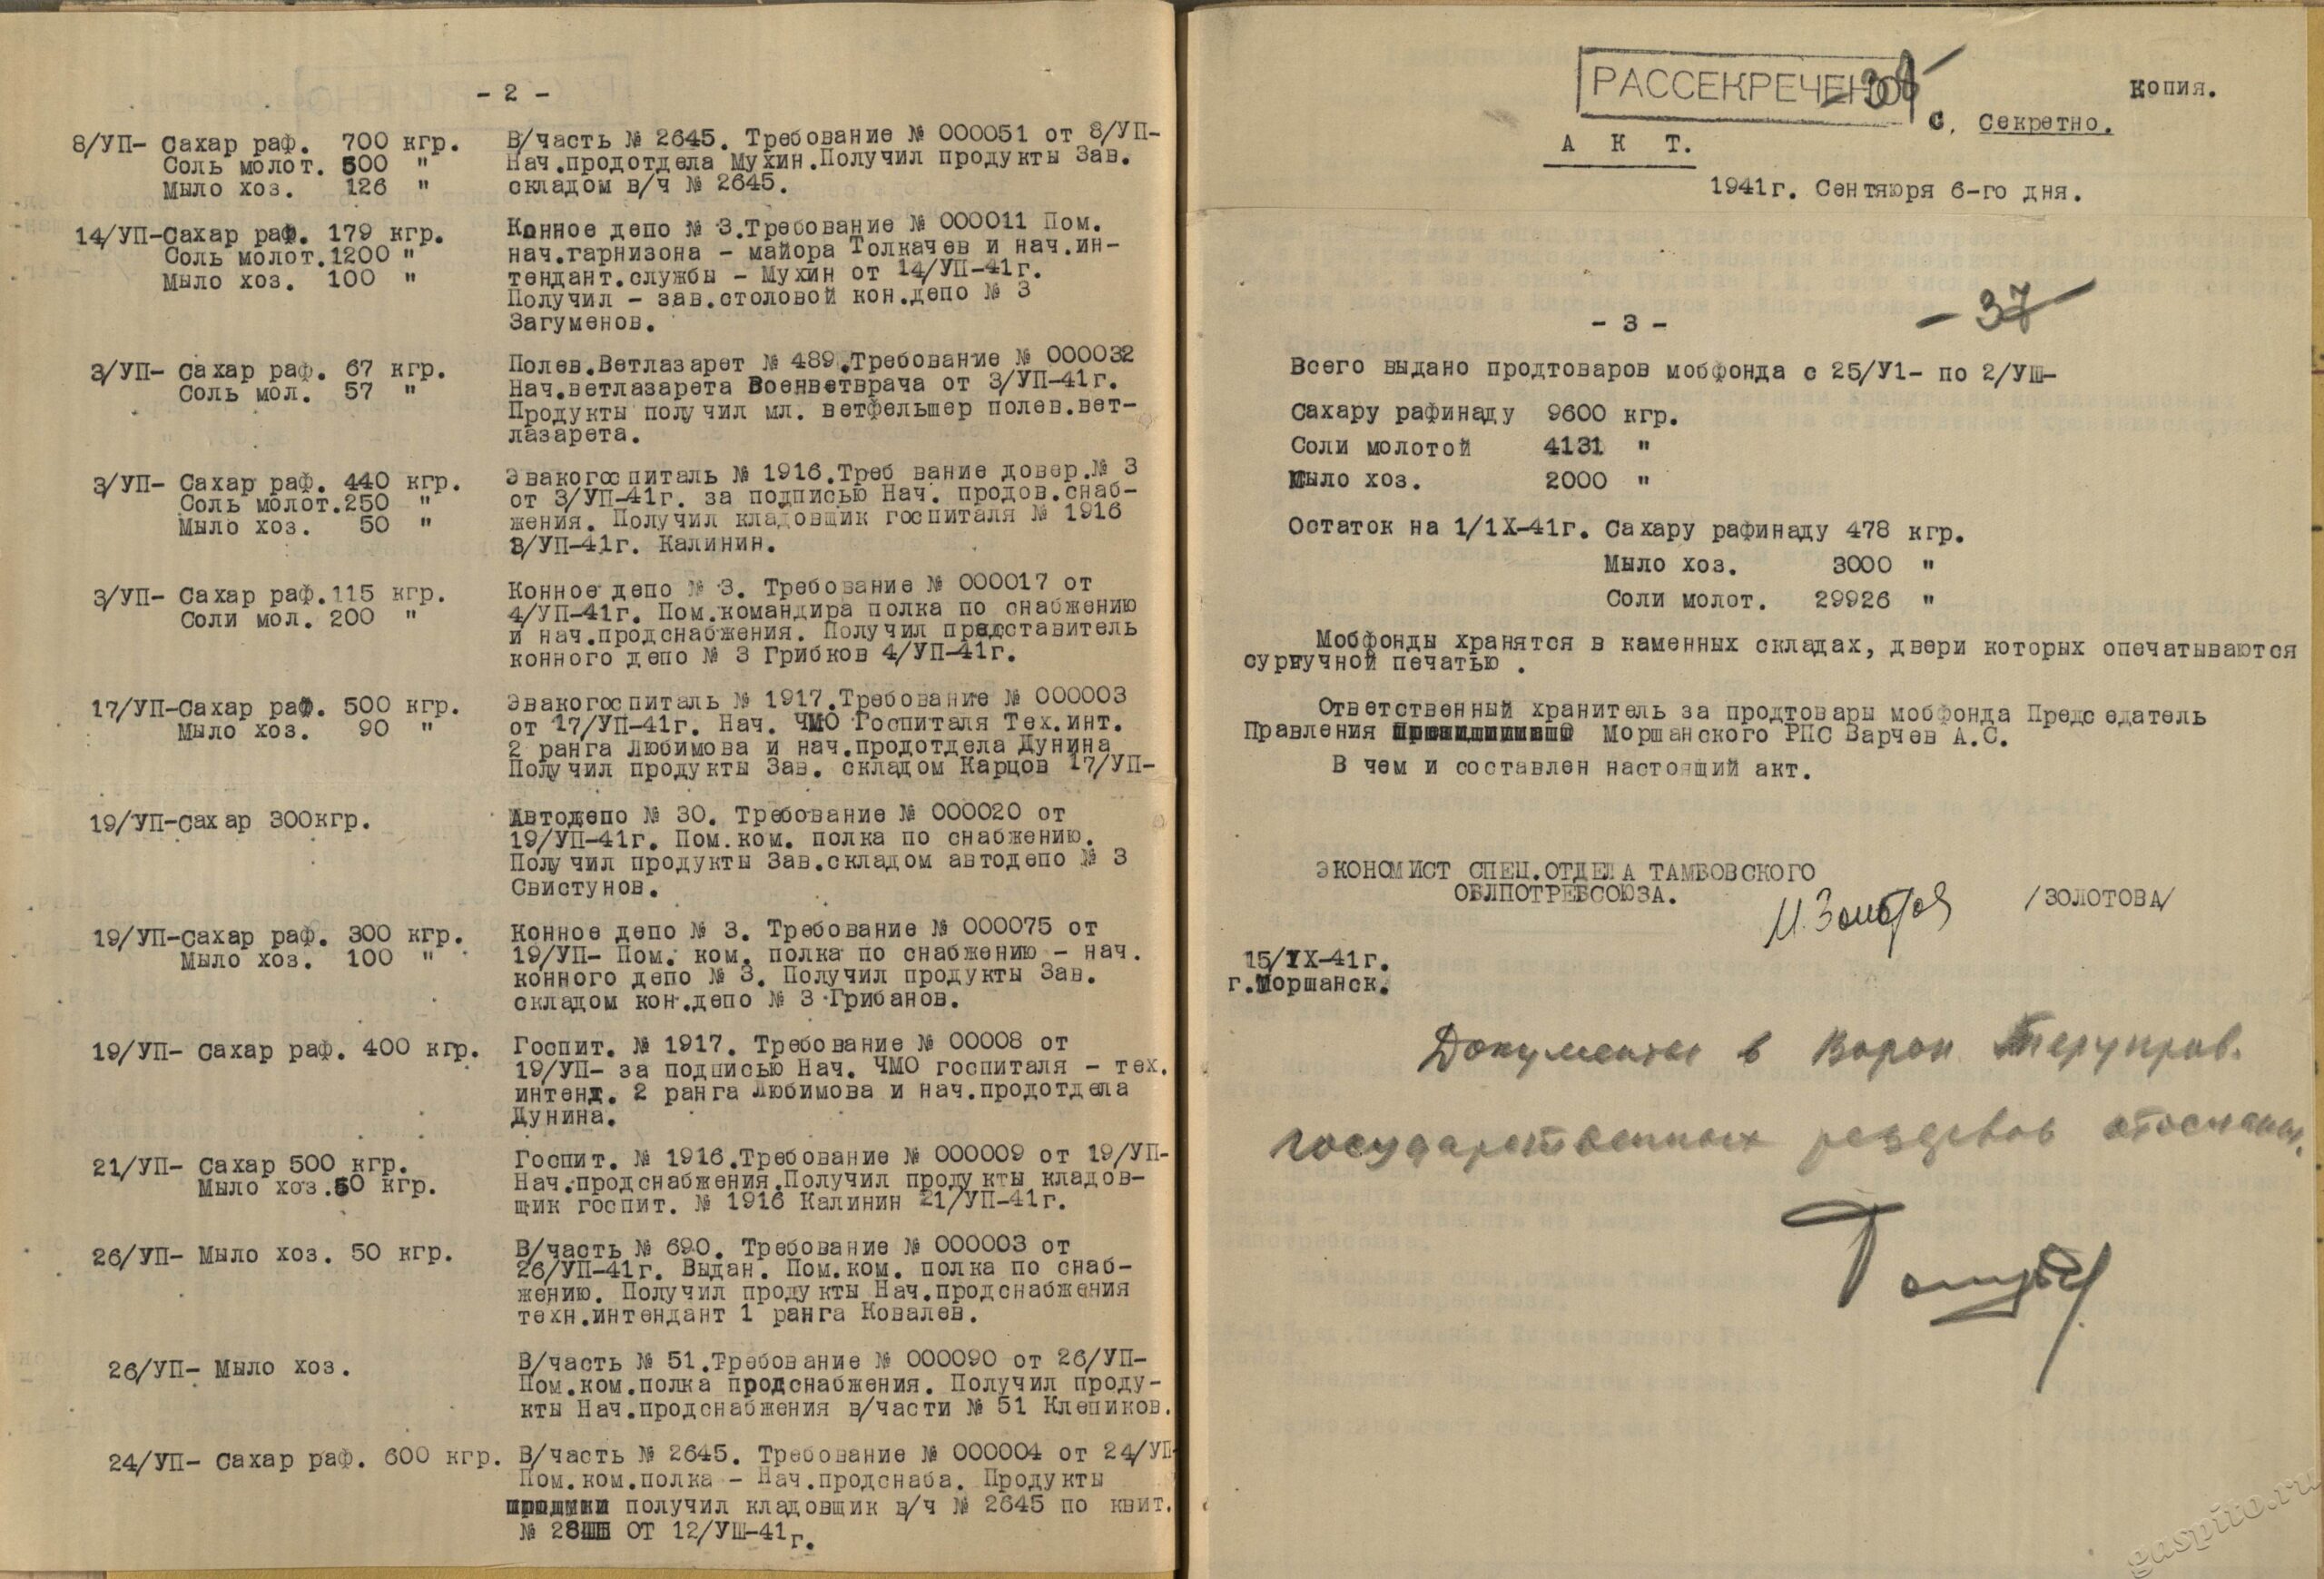 - 2 -
8/УП- Сахар раф. 700 кгр.
Соль молот. 500 "
Мыло хоз. 126 "
В/часть № 2645. Требование № 000051 от 8/УП-
Нач.продотдела Мухин.Получил продукты Зав.
складом в/ч № 2645.
14/УП-Сахар раф. 179 кгр.
Соль молот.1200 "
Мыло хоз. 100 "
Конное депо № 3.Требование № 000011 Пом.
нач.гарнизона - майора Толкачев и нач.ин-
тендант.службы - Мухин от 14/УП-41г.
Получил - зав.столовой кон.депо № 3
Загуменов.
3/УП- Сахар раф. 67 кгр.
Соль мол. 57 "
Полев.Ветлазарет № 489.Требование № 000032
Нач.ветлазарета Военветврача от 3/УП-41г.
Продукты получил мл. ветфельшер полев.вет-
лазарета.
3/УП- Сахар раф. 440 кгр.
Соль молот.250 "
Мыло хоз. 50 "
Эвакогоспиталь № 1916.Треб вание довер.№ 3
от 3/УП-41г. за подписью Нач. продов.снаб-
жения. Получил кладовщик госпиталя № 1916
3/УП-41г. Калинин.
3/УП- Сахар раф.115 кгр.
Соли мол. 200 "
Конное депо № 3. Требование № 000017 от
4/УП-41г. Пом.командира полка по снабжению
и нач.продснабжения. Получил представитель
конного депо № 3 Грибков 4/УП-41г.
17/УП-Сахар раф. 500 кгр.
Мыло хоз. 90 "
Эвакогоспиталь № 1917.Требование № 000003
от 17/УП-41г. Нач. ЧМО Госпиталя Тех.инт.
2 ранга Любимова и нач.продотдела Дунина
Получил продукты Зав. складом Карцов 17/УП-
19/УП-Сахар 300кгр.
Автодепо № 30. Требование № 000020 от
19/УП-41г. Пом.ком. полка по снабжению.
Получил продукты Зав.складом автодепо № 3
Свистунов.
19/УП-Сахар раф. 300 кгр.
Мыло хоз. 100 "
Конное депо № 3. Требование № 000075 от
19/УП- Пом. ком. полка по снабжению - нач.
конного депо № 3. Получил продукты Зав.
складом кон.депо № 3 Грибанов.
19/УП- Сахар раф. 400 кгр.
Госпит. № 1917. Требование № 00008 от
19/УП- за подписью Нач. ЧМО госпиталя - тех.
интенд. 2 ранга Любимова и нач.продотдела
Дунина.
21/УП- Сахар 500 кгр.
Мыло хоз.50 кгр.
Госпит. № 1916.Требование № 000009 от 19/УП-
Нач.продснабжения.Получил продукты кладов-
щик госпит. № 1916 Калинин 21/УП-41г.
26/УП- Мыло хоз. 50 кгр.
В/часть № 690. Требование № 000003 от
26/УП-41г. Выдан. Пом.ком. полка по снаб-
жению. Получил продукты Нач.продснабжения
техн.интендант 1 ранга Ковалев.
26/УП- Мыло хоз.
В/часть № 51.Требование № 000090 от 26/УП-
Пом.ком.полка продснабжения. Получил проду-
кты Нач.продснабжения в/части № 51 Клепиков.
24/УП- Сахар раф. 600 кгр.
В/часть № 2645. Требование № 000004 от 24/УП-
Пом.ком.полка - Нач.продснаба. Продукты
получил кладовщик в/ч № 2645 по квит.
№ 28 ОТ 12/УШ-41г.
РАССЕКРЕЧЕНО
Копия.
с. Секретно.
А К Т.
1941г. Сентяюря 6-го дня.
- 37
- 3 -
Всего выдано продтоваров мобфонда с 25/У1- по 2/УШ-
Сахару рафинаду 9600 кгр.
Соли молотой 4131 "
Мыло хоз. 2000 "
Остаток на 1/1Х-41г. Сахару рафинаду 478 кгр.
Мыло хоз. 3000 "
Соли молот. 29926 "
Мобфонды хранятся в каменных складах, двери которых опечатываются
сургучной печатью .
Ответственный хранитель за продтовары мобфонда Председатель
Правления Моршанского РПС Варчев А.С.
В чем и составлен настоящий акт.
ЭКОНОМИСТ СПЕЦ.ОТДЕЛА ТАМБОВСКОГО
ОБЛПОТРЕБСОЮЗА.
/ЗОЛОТОВА/
И.Золотова
15/IХ-41г.
г.Моршанск.
Документы в Ворон Теруправ.
государственных резервов отосланы.
gaspito.ru